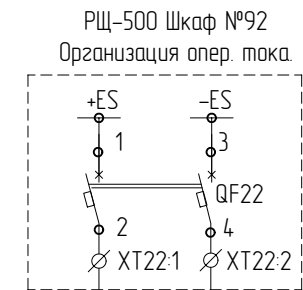 РЩ-500 Шкаф №92
Организация опер. тока.
+ES -ES
1 3
QF22
2 4
XT22:1 XT22:2